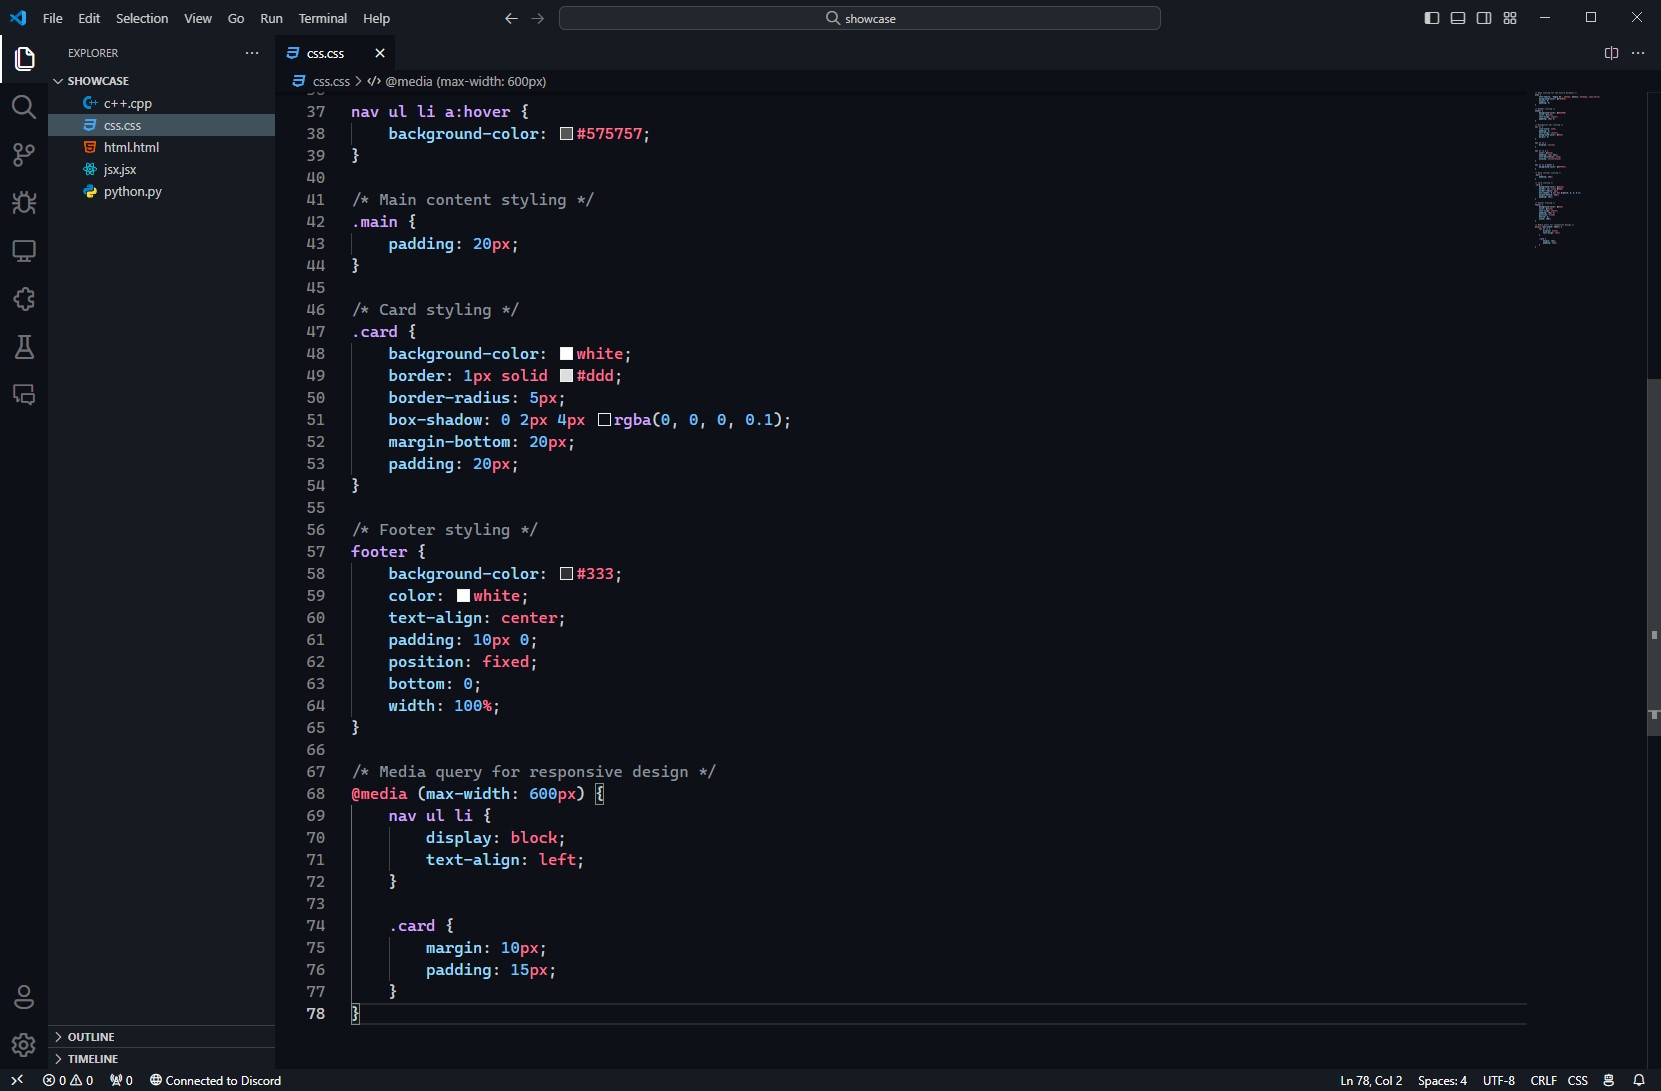 File Edit Selection View Go Run Terminal Help
showcase
EXPLORER
SHOWCASE
c++.cpp
css.css
html.html
jsx.jsx
python.py
OUTLINE
TIMELINE
css.css
css.css > @media (max-width: 600px)
37 nav ul li a:hover {
38     background-color: #575757;
39 }
40
41 /* Main content styling */
42 .main {
43     padding: 20px;
44 }
45
46 /* Card styling */
47 .card {
48     background-color: white;
49     border: 1px solid #ddd;
50     border-radius: 5px;
51     box-shadow: 0 2px 4px rgba(0, 0, 0, 0.1);
52     margin-bottom: 20px;
53     padding: 20px;
54 }
55
56 /* Footer styling */
57 footer {
58     background-color: #333;
59     color: white;
60     text-align: center;
61     padding: 10px 0;
62     position: fixed;
63     bottom: 0;
64     width: 100%;
65 }
66
67 /* Media query for responsive design */
68 @media (max-width: 600px) {
69     nav ul li {
70         display: block;
71         text-align: left;
72     }
73
74     .card {
75         margin: 10px;
76         padding: 15px;
77     }
78 }
0 0 0 Connected to Discord
Ln 78, Col 2 Spaces: 4 UTF-8 CRLF CSS